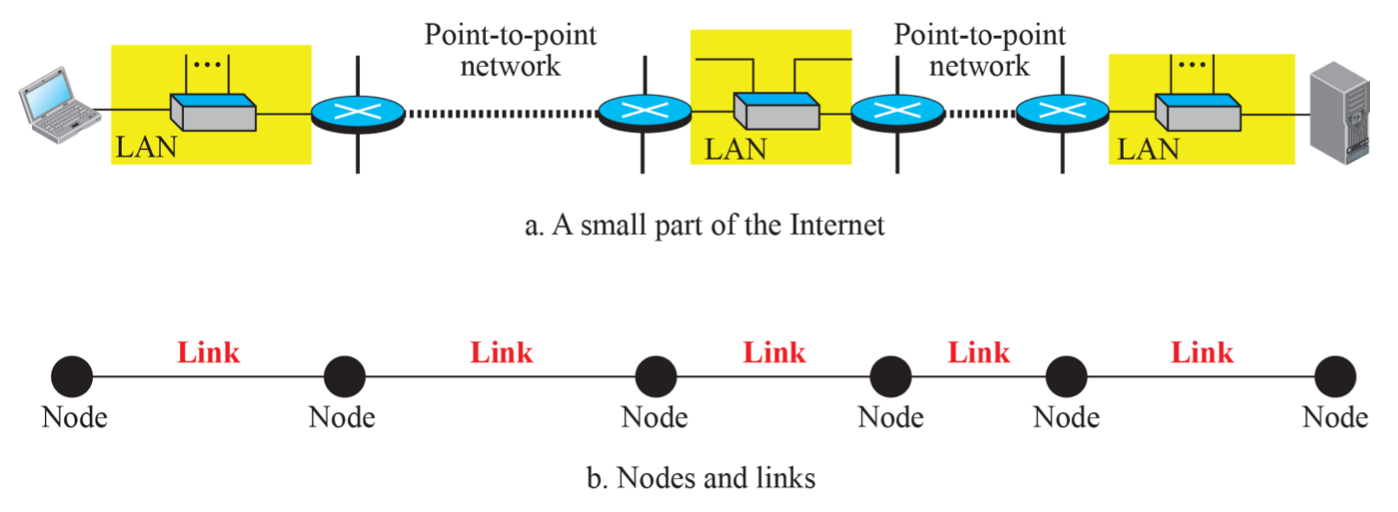 Point-to-point
network
Point-to-point
network
...
...
LAN
LAN
LAN
a. A small part of the Internet
Link
Link
Link
Link
Link
Node
Node
Node
Node
Node
Node
b. Nodes and links